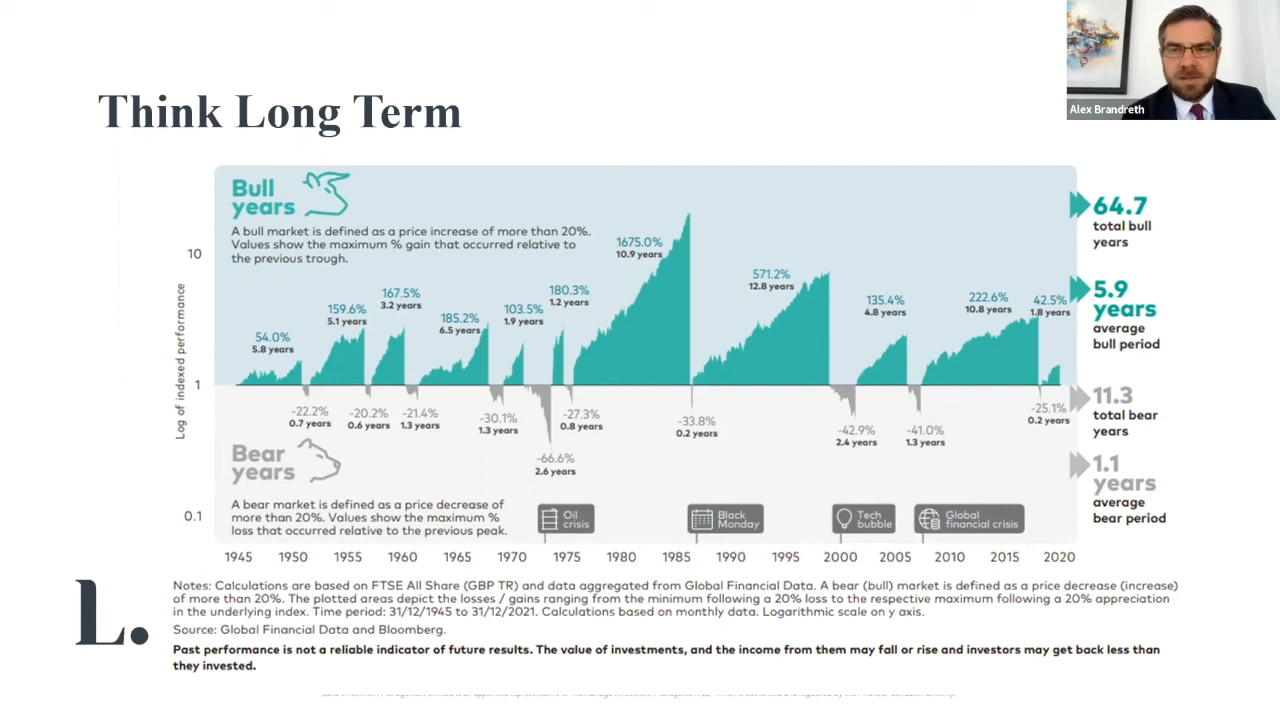 Alex Brandreth
Think Long Term
Bull
years
A bull market is defined as a price increase of more than 20%.
Values show the maximum % gain that occurred relative to
the previous trough.
64.7
total bull
years
5.9
years
average
bull period
11.3
total bear
years
1.1
years
average
bear period
Log of indexed performance
10
1
0.1
54.0%
5.8 years
159.6%
5.1 years
167.5%
3.2 years
185.2%
6.5 years
103.5%
1.9 years
180.3%
1.2 years
1675.0%
10.9 years
571.2%
12.8 years
135.4%
4.8 years
222.6%
10.8 years
42.5%
1.8 years
-22.2%
0.7 years
-20.2%
0.6 years
-21.4%
1.3 years
-30.1%
1.3 years
-66.6%
2.6 years
-27.3%
0.8 years
-33.8%
0.2 years
-42.9%
2.4 years
-41.0%
1.3 years
-25.1%
0.2 years
Bear
years
A bear market is defined as a price decrease of
more than 20%. Values show the maximum %
loss that occurred relative to the previous peak.
Oil
crisis
Black
Monday
Tech
bubble
Global
financial crisis
1945 1950 1955 1960 1965 1970 1975 1980 1985 1990 1995 2000 2005 2010 2015 2020
L.
Notes: Calculations are based on FTSE All Share (GBP TR) and data aggregated from Global Financial Data. A bear (bull) market is defined as a price decrease (increase)
of more than 20%. The plotted areas depict the losses / gains ranging from the minimum following a 20% loss to the respective maximum following a 20% appreciation
in the underlying index. Time period: 31/12/1945 to 31/12/2021. Calculations based on monthly data. Logarithmic scale on y axis.
Source: Global Financial Data and Bloomberg.
Past performance is not a reliable indicator of future results. The value of investments, and the income from them may fall or rise and investors may get back less than
they invested.